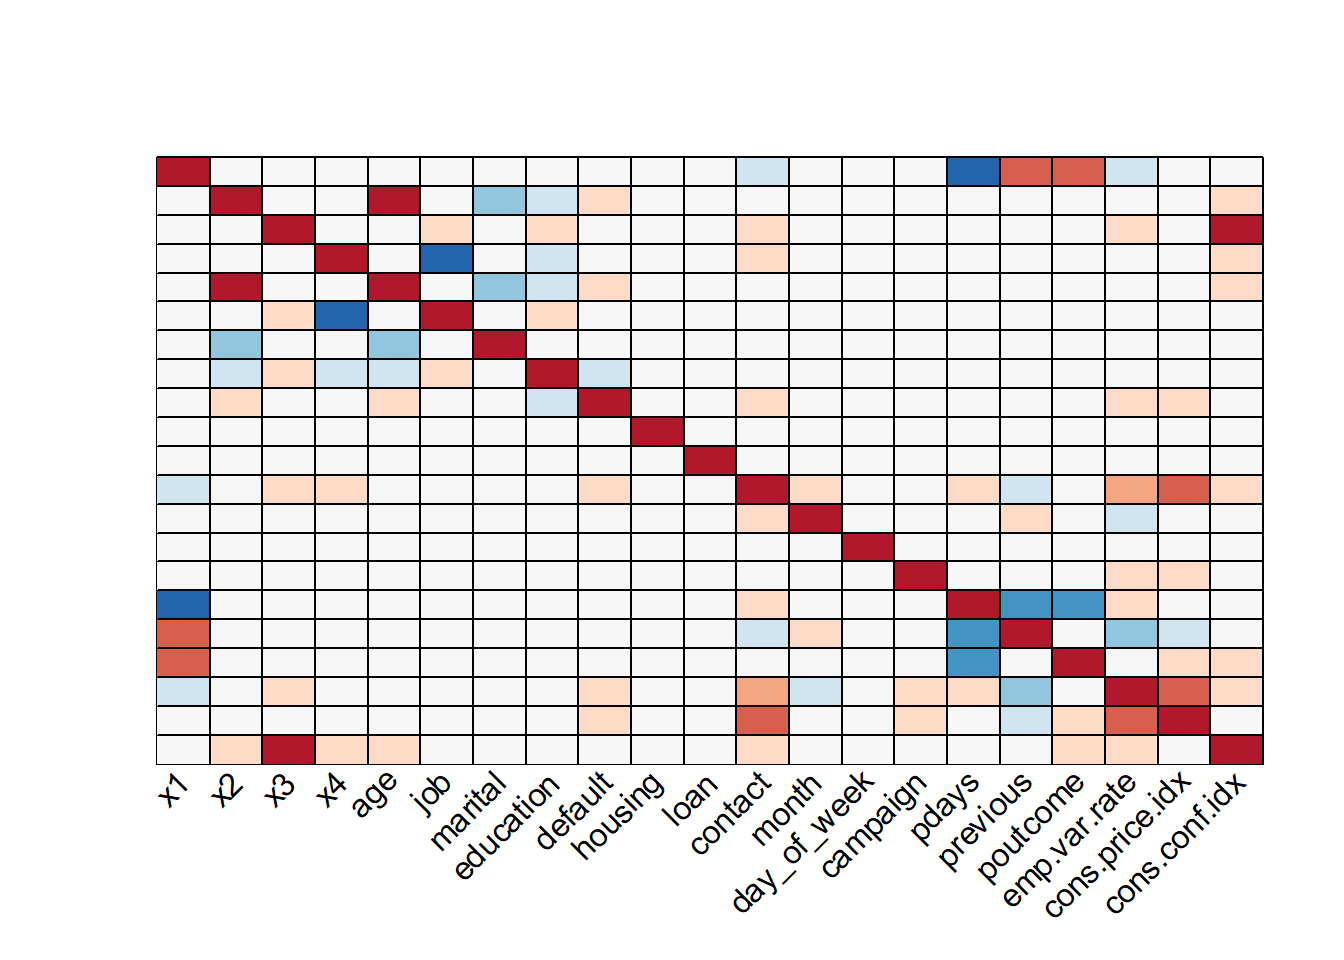 x1
x2
x3
x4
age
job
marital
education
default
housing
loan
contact
month
day_of_week
campaign
pdays
previous
poutcome
emp.var.rate
cons.price.idx
cons.conf.idx